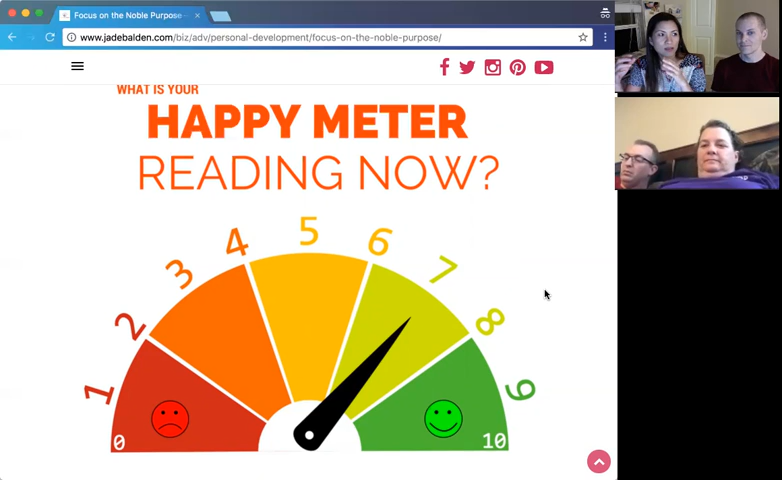 Focus on the Noble Purpose –
www.jadebalden.com/biz/adv/personal-development/focus-on-the-noble-purpose/
WHAT IS YOUR
HAPPY METER
READING NOW?
0
1
2
3
4
5
6
7
8
9
10